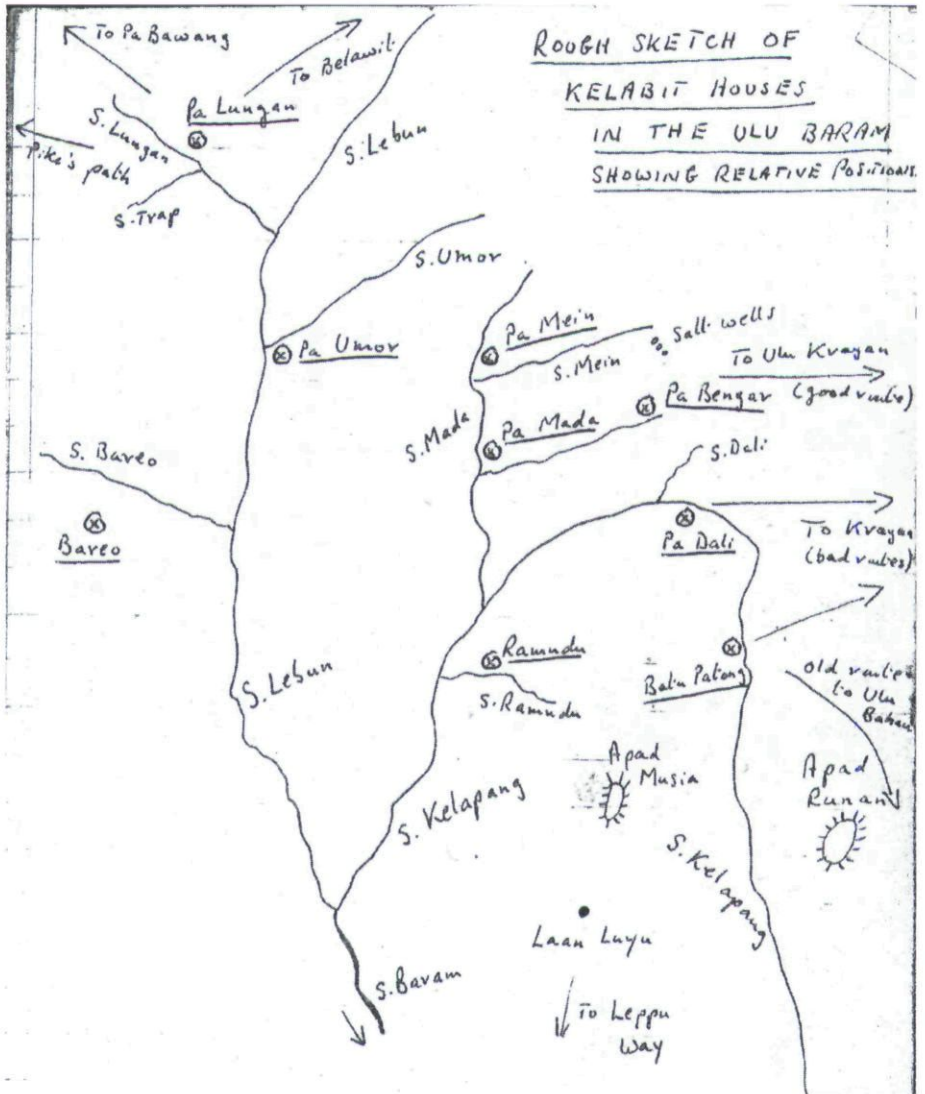 ROUGH SKETCH OF
KELABIT HOUSES
IN THE ULU BARAM
SHOWING RELATIVE POSITIONS.
To Pa Bawang
To Belawit
Pa Lungan
S. Lungan
S. Lebun
Pike's path
S. Trap
S. Umor
Pa Umor
Pa Mein
Salt wells
S. Mein
To Ulu Krayan
(good route)
Pa Bengar
S. Mada
Pa Mada
S. Dali
S. Bareo
Bareo
Pa Dali
To Krayan
(bad routes)
Ramudu
S. Ramudu
Batu Patong
Old route
to Ulu
Bahau
S. Lebun
Apad
Musia
Apad
Runan
S. Kelapang
S. Kelapang
Laan Luyu
S. Baram
To Leppu
Way